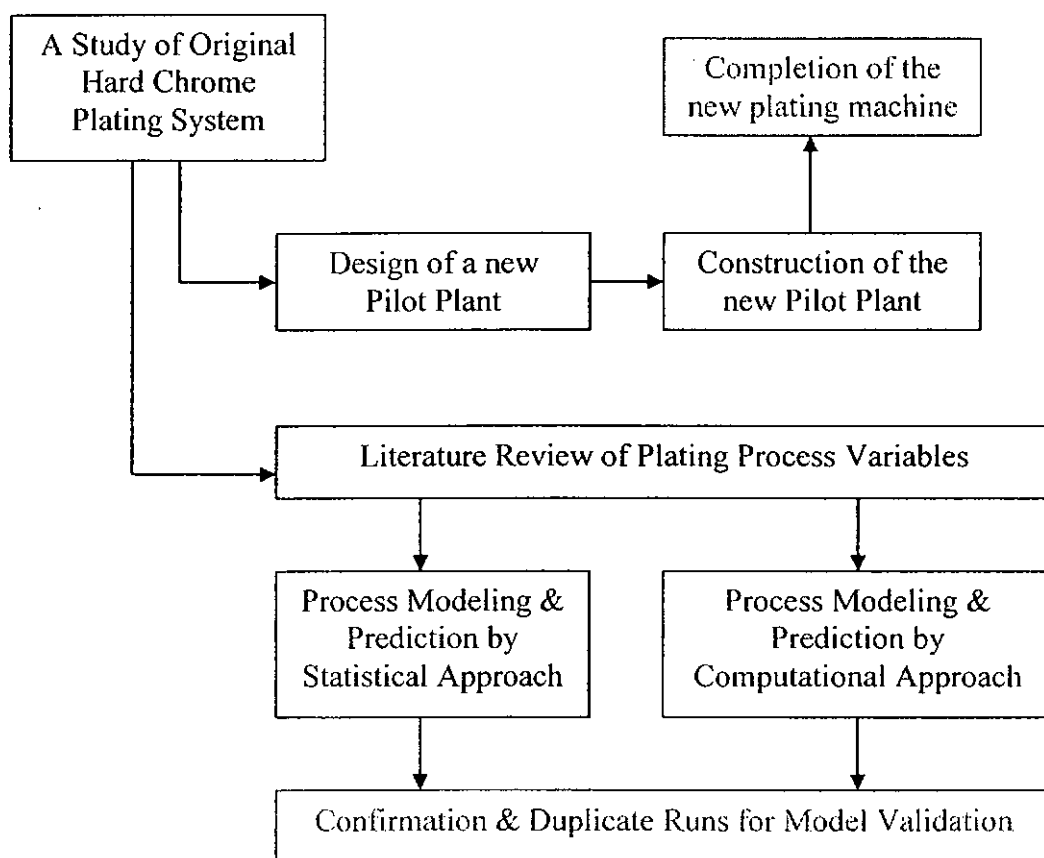 A Study of Original
Hard Chrome
Plating System
Completion of the
new plating machine
Design of a new
Pilot Plant
Construction of the
new Pilot Plant
Literature Review of Plating Process Variables
Process Modeling &
Prediction by
Statistical Approach
Process Modeling &
Prediction by
Computational Approach
Confirmation & Duplicate Runs for Model Validation